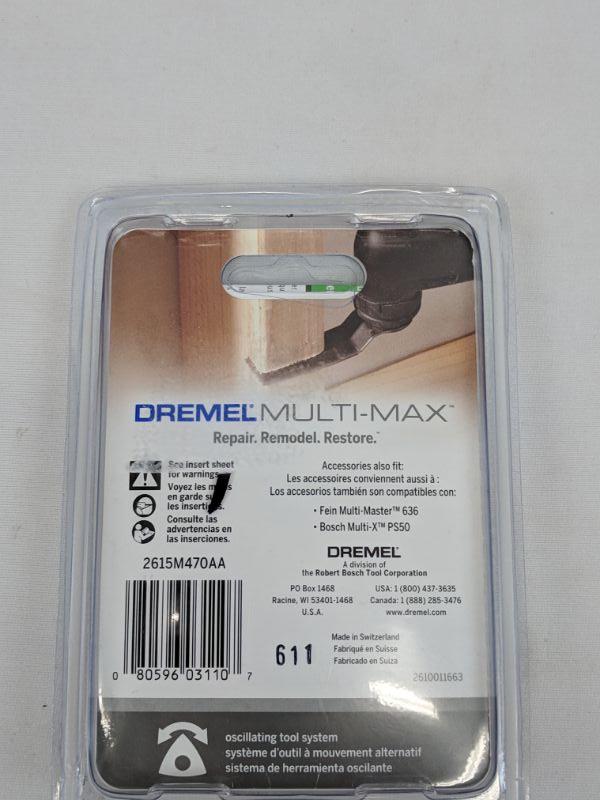 DREMEL MULTI-MAX™
Repair. Remodel. Restore.™
See insert sheet
for warnings.
Voyez les
en garde
les
Consulte las
advertencias en
las inserciones.
Accessories also fit:
Les accessoires conviennent aussi à :
Los accesorios también son compatibles con:
• Fein Multi-Master™ 636
• Bosch Multi-X™ PS50
DREMEL
A division of
the Robert Bosch Tool Corporation
PO Box 1468
Racine, WI 53401-1468
U.S.A.
USA: 1 (800) 437-3635
Canada: 1 (888) 285-3476
www.dremel.com
2615M470AA
0 80596 03110 7
611
Made in Switzerland
Fabriqué en Suisse
Fabricado en Suiza
2610011663
oscillating tool system
système d'outil à mouvement alternatif
sistema de herramienta oscilante